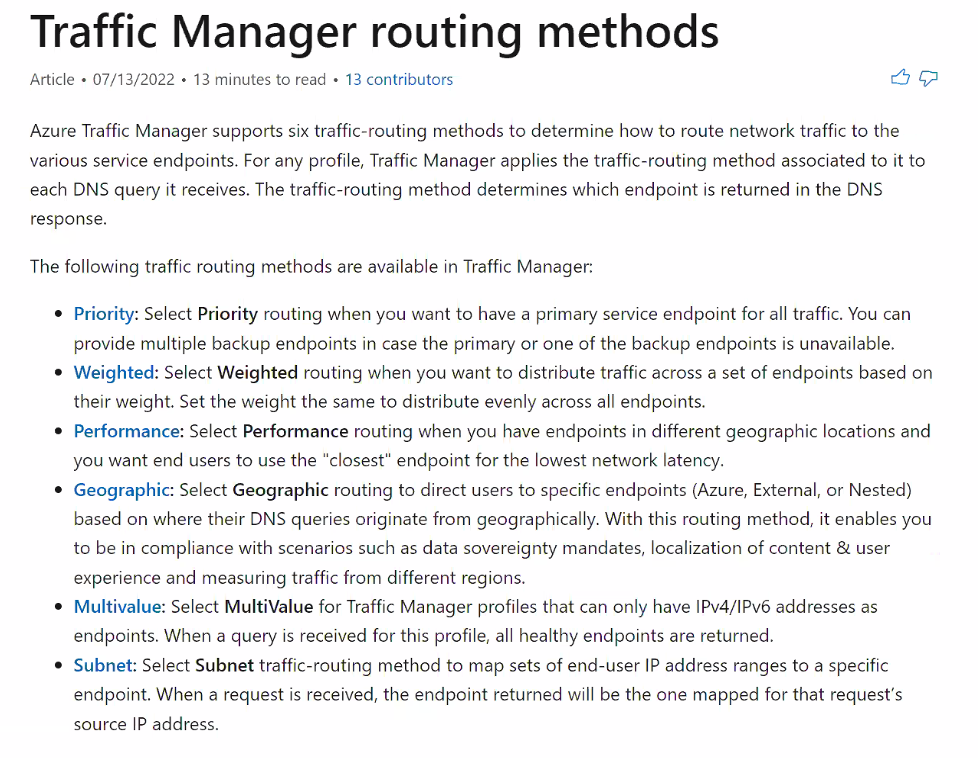 Traffic Manager routing methods
Article • 07/13/2022 • 13 minutes to read • 13 contributors
Azure Traffic Manager supports six traffic-routing methods to determine how to route network traffic to the
various service endpoints. For any profile, Traffic Manager applies the traffic-routing method associated to it to
each DNS query it receives. The traffic-routing method determines which endpoint is returned in the DNS
response.
The following traffic routing methods are available in Traffic Manager:
• Priority: Select Priority routing when you want to have a primary service endpoint for all traffic. You can
provide multiple backup endpoints in case the primary or one of the backup endpoints is unavailable.
• Weighted: Select Weighted routing when you want to distribute traffic across a set of endpoints based on
their weight. Set the weight the same to distribute evenly across all endpoints.
• Performance: Select Performance routing when you have endpoints in different geographic locations and
you want end users to use the "closest" endpoint for the lowest network latency.
• Geographic: Select Geographic routing to direct users to specific endpoints (Azure, External, or Nested)
based on where their DNS queries originate from geographically. With this routing method, it enables you
to be in compliance with scenarios such as data sovereignty mandates, localization of content & user
experience and measuring traffic from different regions.
• Multivalue: Select MultiValue for Traffic Manager profiles that can only have IPv4/IPv6 addresses as
endpoints. When a query is received for this profile, all healthy endpoints are returned.
• Subnet: Select Subnet traffic-routing method to map sets of end-user IP address ranges to a specific
endpoint. When a request is received, the endpoint returned will be the one mapped for that request's
source IP address.